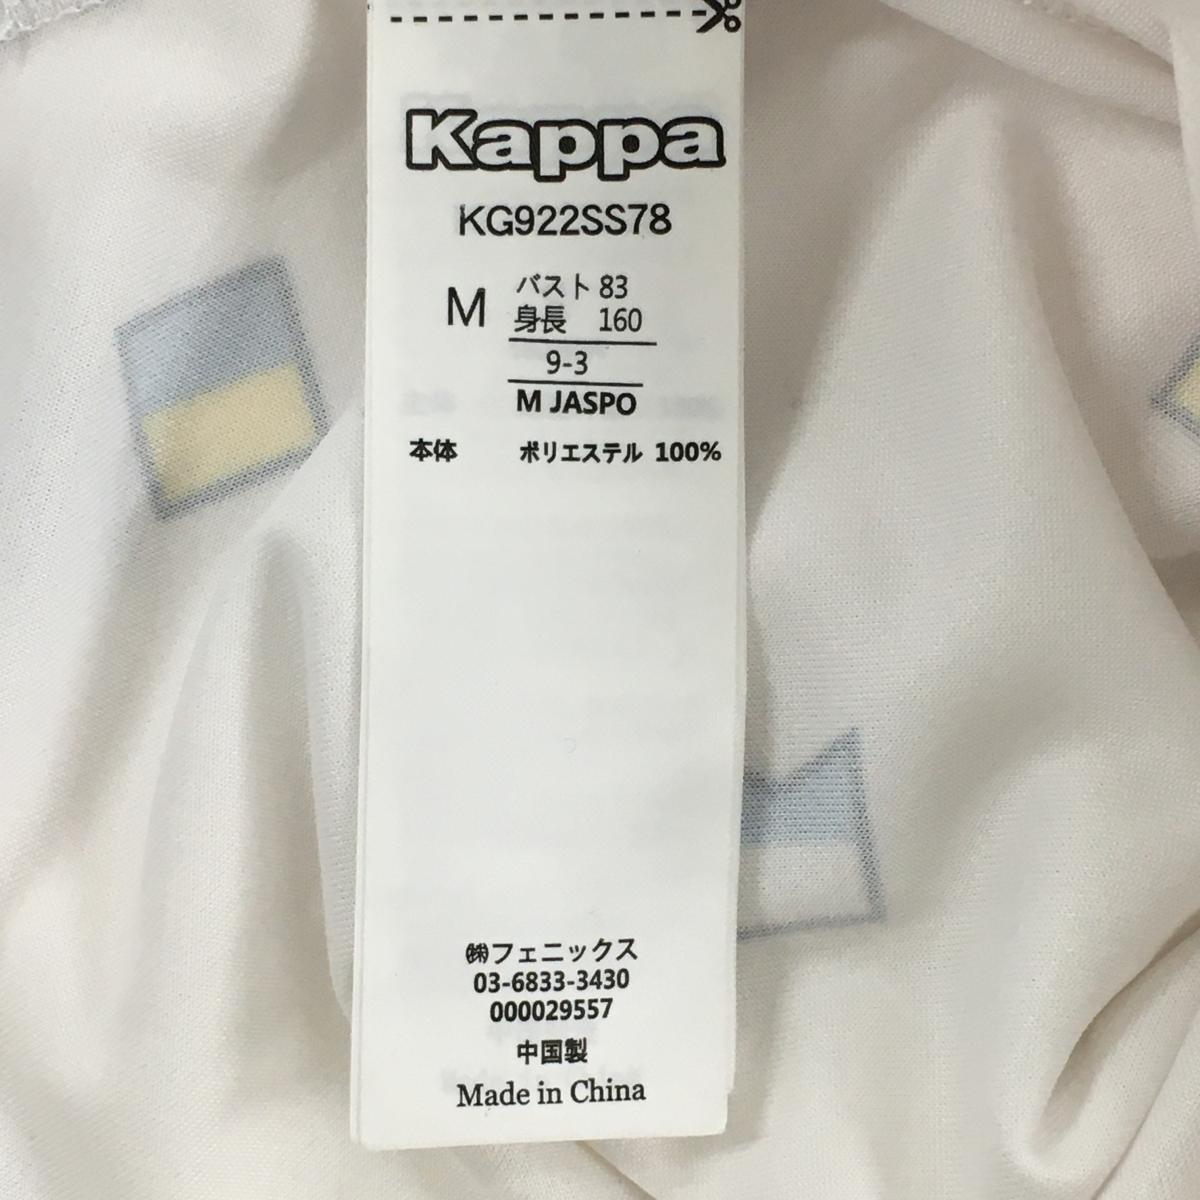 Kappa
KG922SS78
M バスト 83
身長 160
9-3
M JASPO
本体 ポリエステル 100%
㈱フェニックス
03-6833-3430
000029557
中国製
Made in China